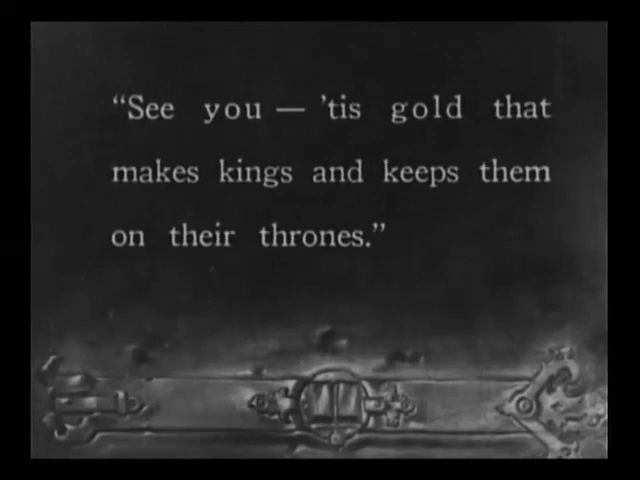 “See you — ’tis gold that
makes kings and keeps them
on their thrones.”